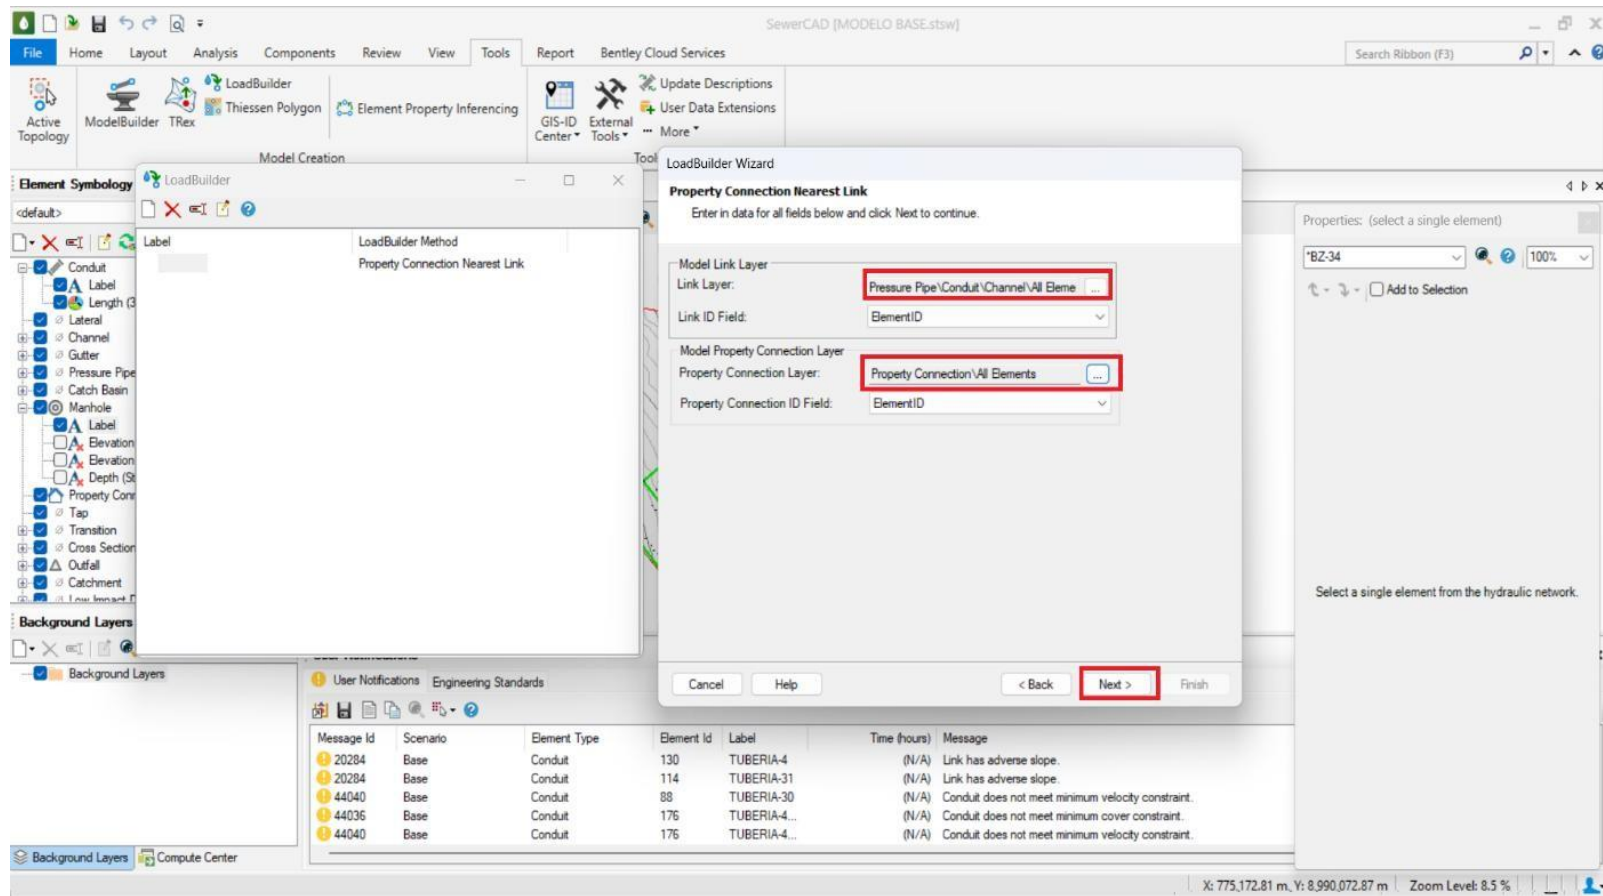 SewerCAD [MODELO BASE.stsw]
File Home Layout Analysis Components Review View Tools Report Bentley Cloud Services Search Ribbon (F3)
Active Topology
ModelBuilder
TRex
LoadBuilder
Thiessen Polygon
Element Property Inferencing
Model Creation
GIS-ID Center
External Tools
Update Descriptions
User Data Extensions
More
Tool
Element Symbology
<default>
Conduit
Label
Length (3
Lateral
Channel
Gutter
Pressure Pipe
Catch Basin
Manhole
Label
Elevation
Elevation
Depth (St
Property Conn
Tap
Transition
Cross Section
Outfall
Catchment
Low Impact D
Background Layers
Background Layers
Background Layers Compute Center
LoadBuilder
Label LoadBuilder Method
Property Connection Nearest Link
LoadBuilder Wizard
Property Connection Nearest Link
Enter in data for all fields below and click Next to continue.
Model Link Layer
Link Layer: Pressure Pipe\Conduit\Channel\All Eleme ...
Link ID Field: ElementID
Model Property Connection Layer
Property Connection Layer: Property Connection\All Elements ...
Property Connection ID Field: ElementID
Cancel Help < Back Next > Finish
Properties: (select a single element)
*BZ-34 100%
Add to Selection
Select a single element from the hydraulic network.
User Notifications Engineering Standards
Message Id Scenario Element Type Element Id Label Time (hours) Message
20284 Base Conduit 130 TUBERIA-4 (N/A) Link has adverse slope.
20284 Base Conduit 114 TUBERIA-31 (N/A) Link has adverse slope.
44040 Base Conduit 88 TUBERIA-30 (N/A) Conduit does not meet minimum velocity constraint.
44036 Base Conduit 176 TUBERIA-4... (N/A) Conduit does not meet minimum cover constraint.
44040 Base Conduit 176 TUBERIA-4... (N/A) Conduit does not meet minimum velocity constraint.
X: 775,172.81 m, Y: 8,990,072.87 m Zoom Level: 8.5 %